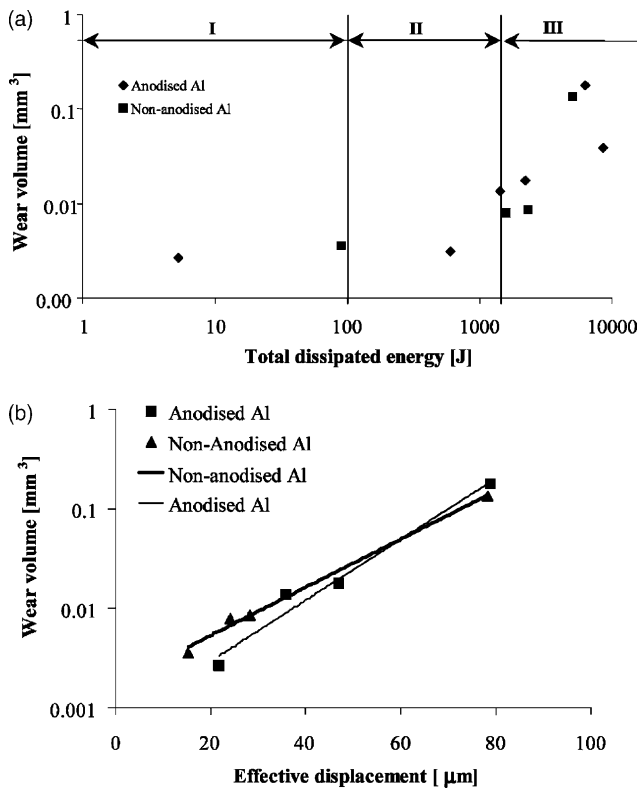 (a)
1
I
II
III
Anodised Al
Non-anodised Al
0.1
0.01
0.00
Wear volume [mm 3]
1
10
100
1000
10000
Total dissipated energy [J]
(b)
1
Anodised Al
Non-Anodised Al
Non-anodised Al
Anodised Al
0.1
0.01
0.001
Wear volume [mm 3]
0
20
40
60
80
100
Effective displacement [ μm]